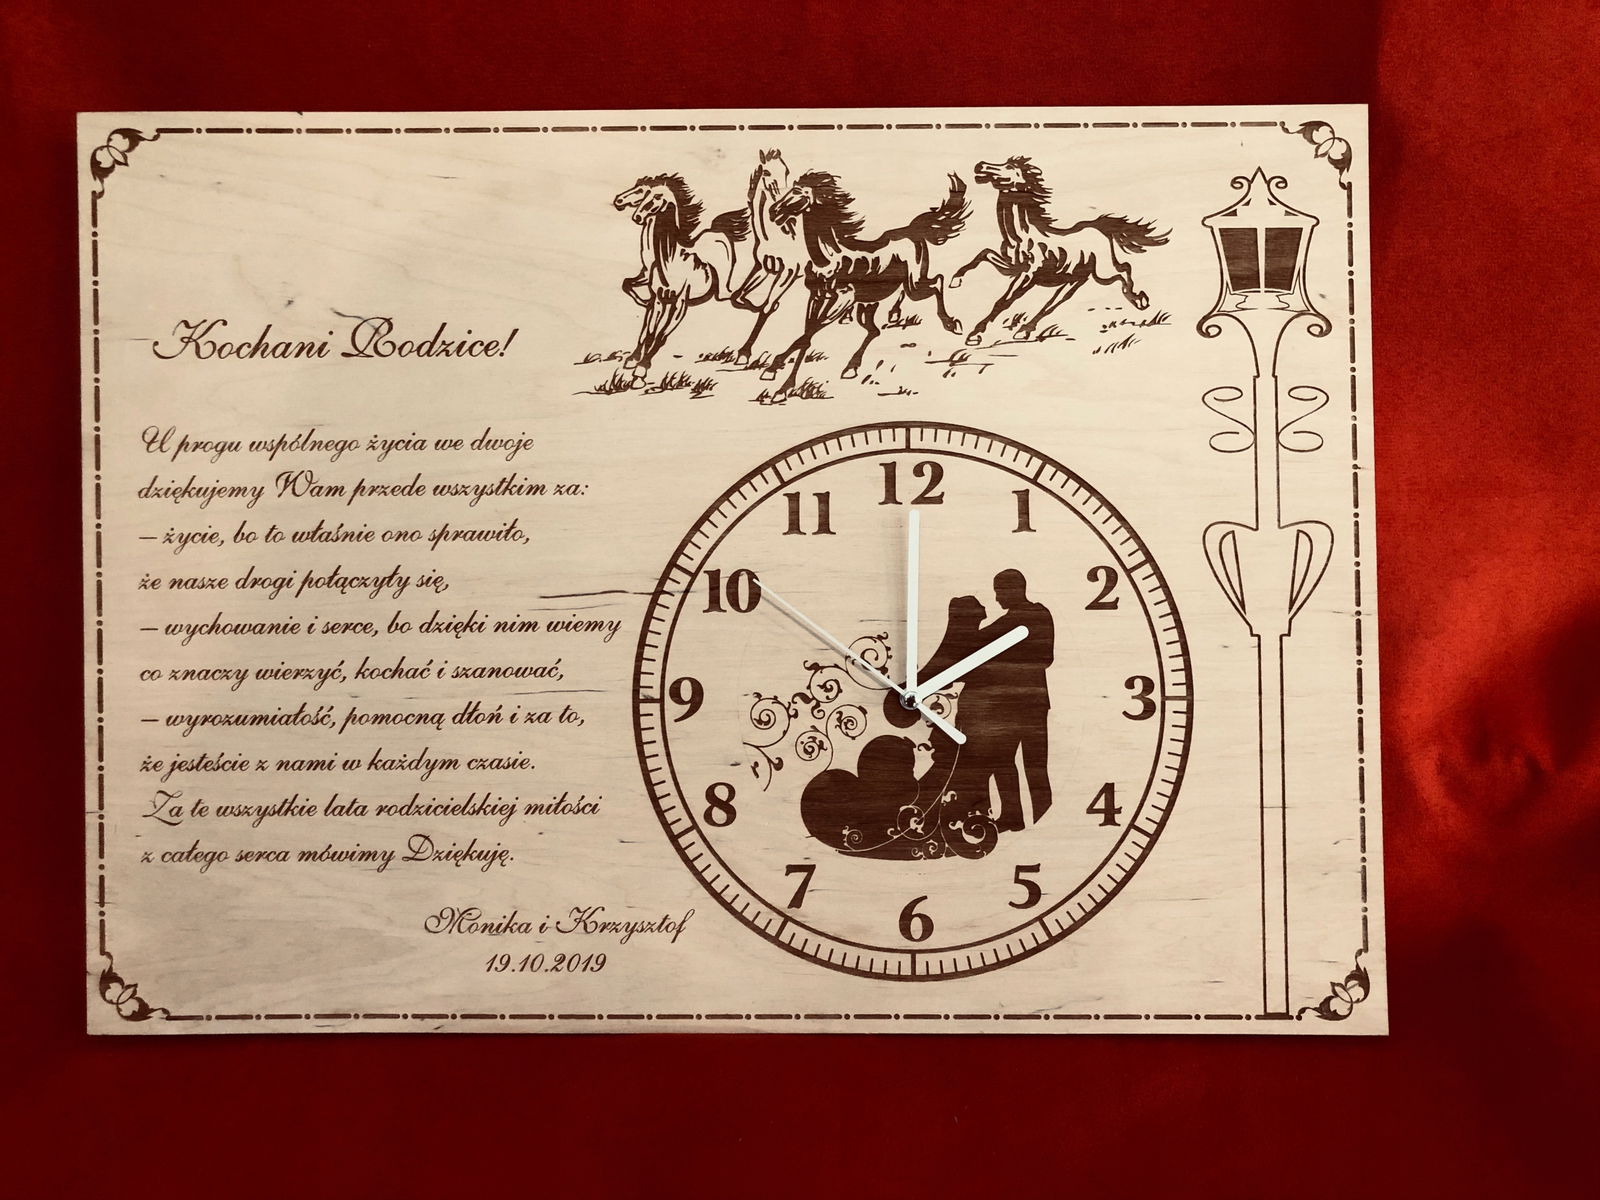 Kochani Rodzice!
U progu wspólnego życia we dwoje
dziękujemy Wam przede wszystkim za:
– życie, bo to właśnie ono sprawiło,
że nasze drogi połączyły się,
– wychowanie i serce, bo dzięki nim wiemy
co znaczy wierzyć, kochać i szanować,
– wyrozumiałość, pomocną dłoń i za to,
że jesteście z nami w każdym czasie.
Za te wszystkie lata rodzicielskiej miłości
z całego serca mówimy Dziękuję.
Monika i Krzysztof
19.10.2019
12
1
2
3
4
5
6
7
8
9
10
11